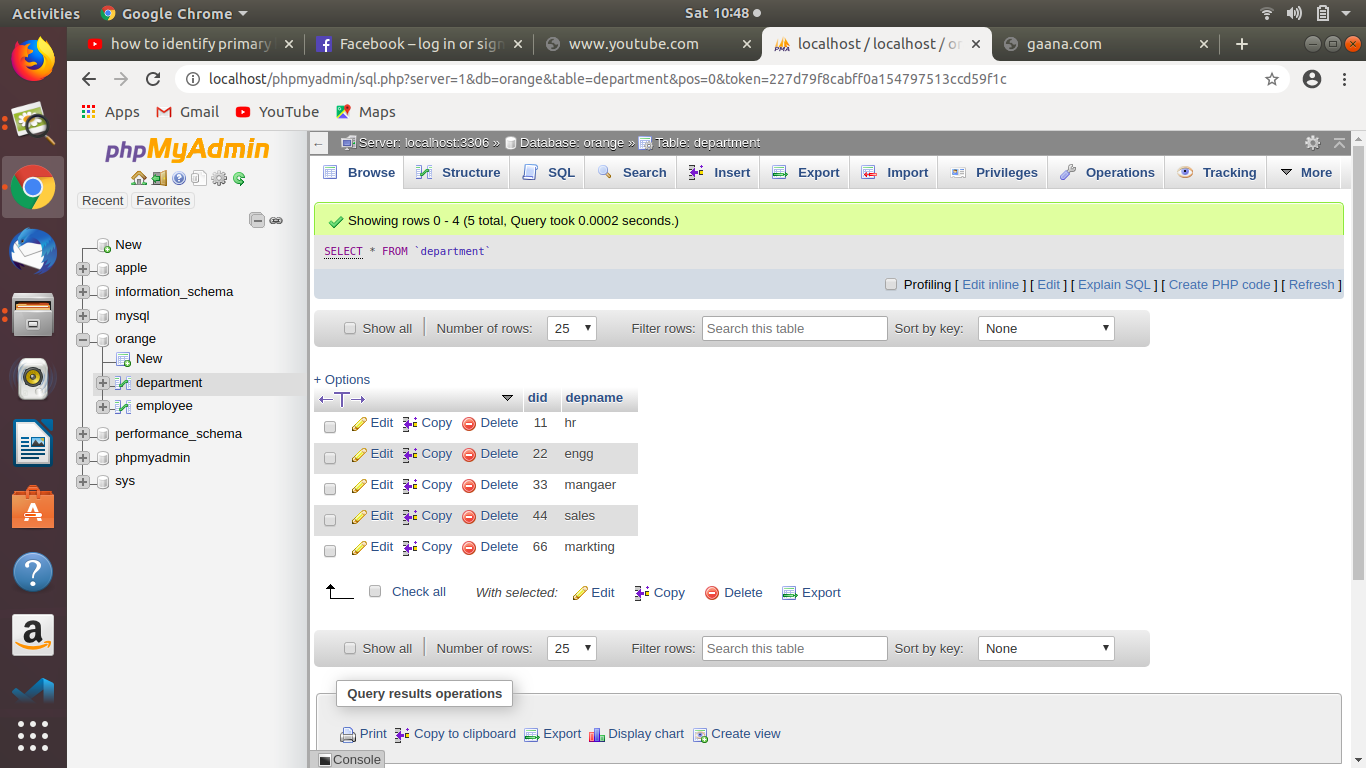 Activities Google Chrome Sat 10:48
how to identify primary Facebook – log in or sign www.youtube.com localhost / localhost / or gaana.com
localhost/phpmyadmin/sql.php?server=1&db=orange&table=department&pos=0&token=227d79f8cabff0a154797513ccd59f1c
Apps Gmail YouTube Maps
phpMyAdmin
Recent Favorites
New
apple
information_schema
mysql
orange
New
department
employee
performance_schema
phpmyadmin
sys
Server: localhost:3306 » Database: orange » Table: department
Browse Structure SQL Search Insert Export Import Privileges Operations Tracking More
Showing rows 0 - 4 (5 total, Query took 0.0002 seconds.)
SELECT * FROM `department`
Profiling [ Edit inline ] [ Edit ] [ Explain SQL ] [ Create PHP code ] [ Refresh ]
Show all Number of rows: 25 Filter rows: Search this table Sort by key: None
+ Options
←T→ did depname
Edit Copy Delete 11 hr
Edit Copy Delete 22 engg
Edit Copy Delete 33 mangaer
Edit Copy Delete 44 sales
Edit Copy Delete 66 markting
Check all With selected: Edit Copy Delete Export
Show all Number of rows: 25 Filter rows: Search this table Sort by key: None
Query results operations
Print Copy to clipboard Export Display chart Create view
Console